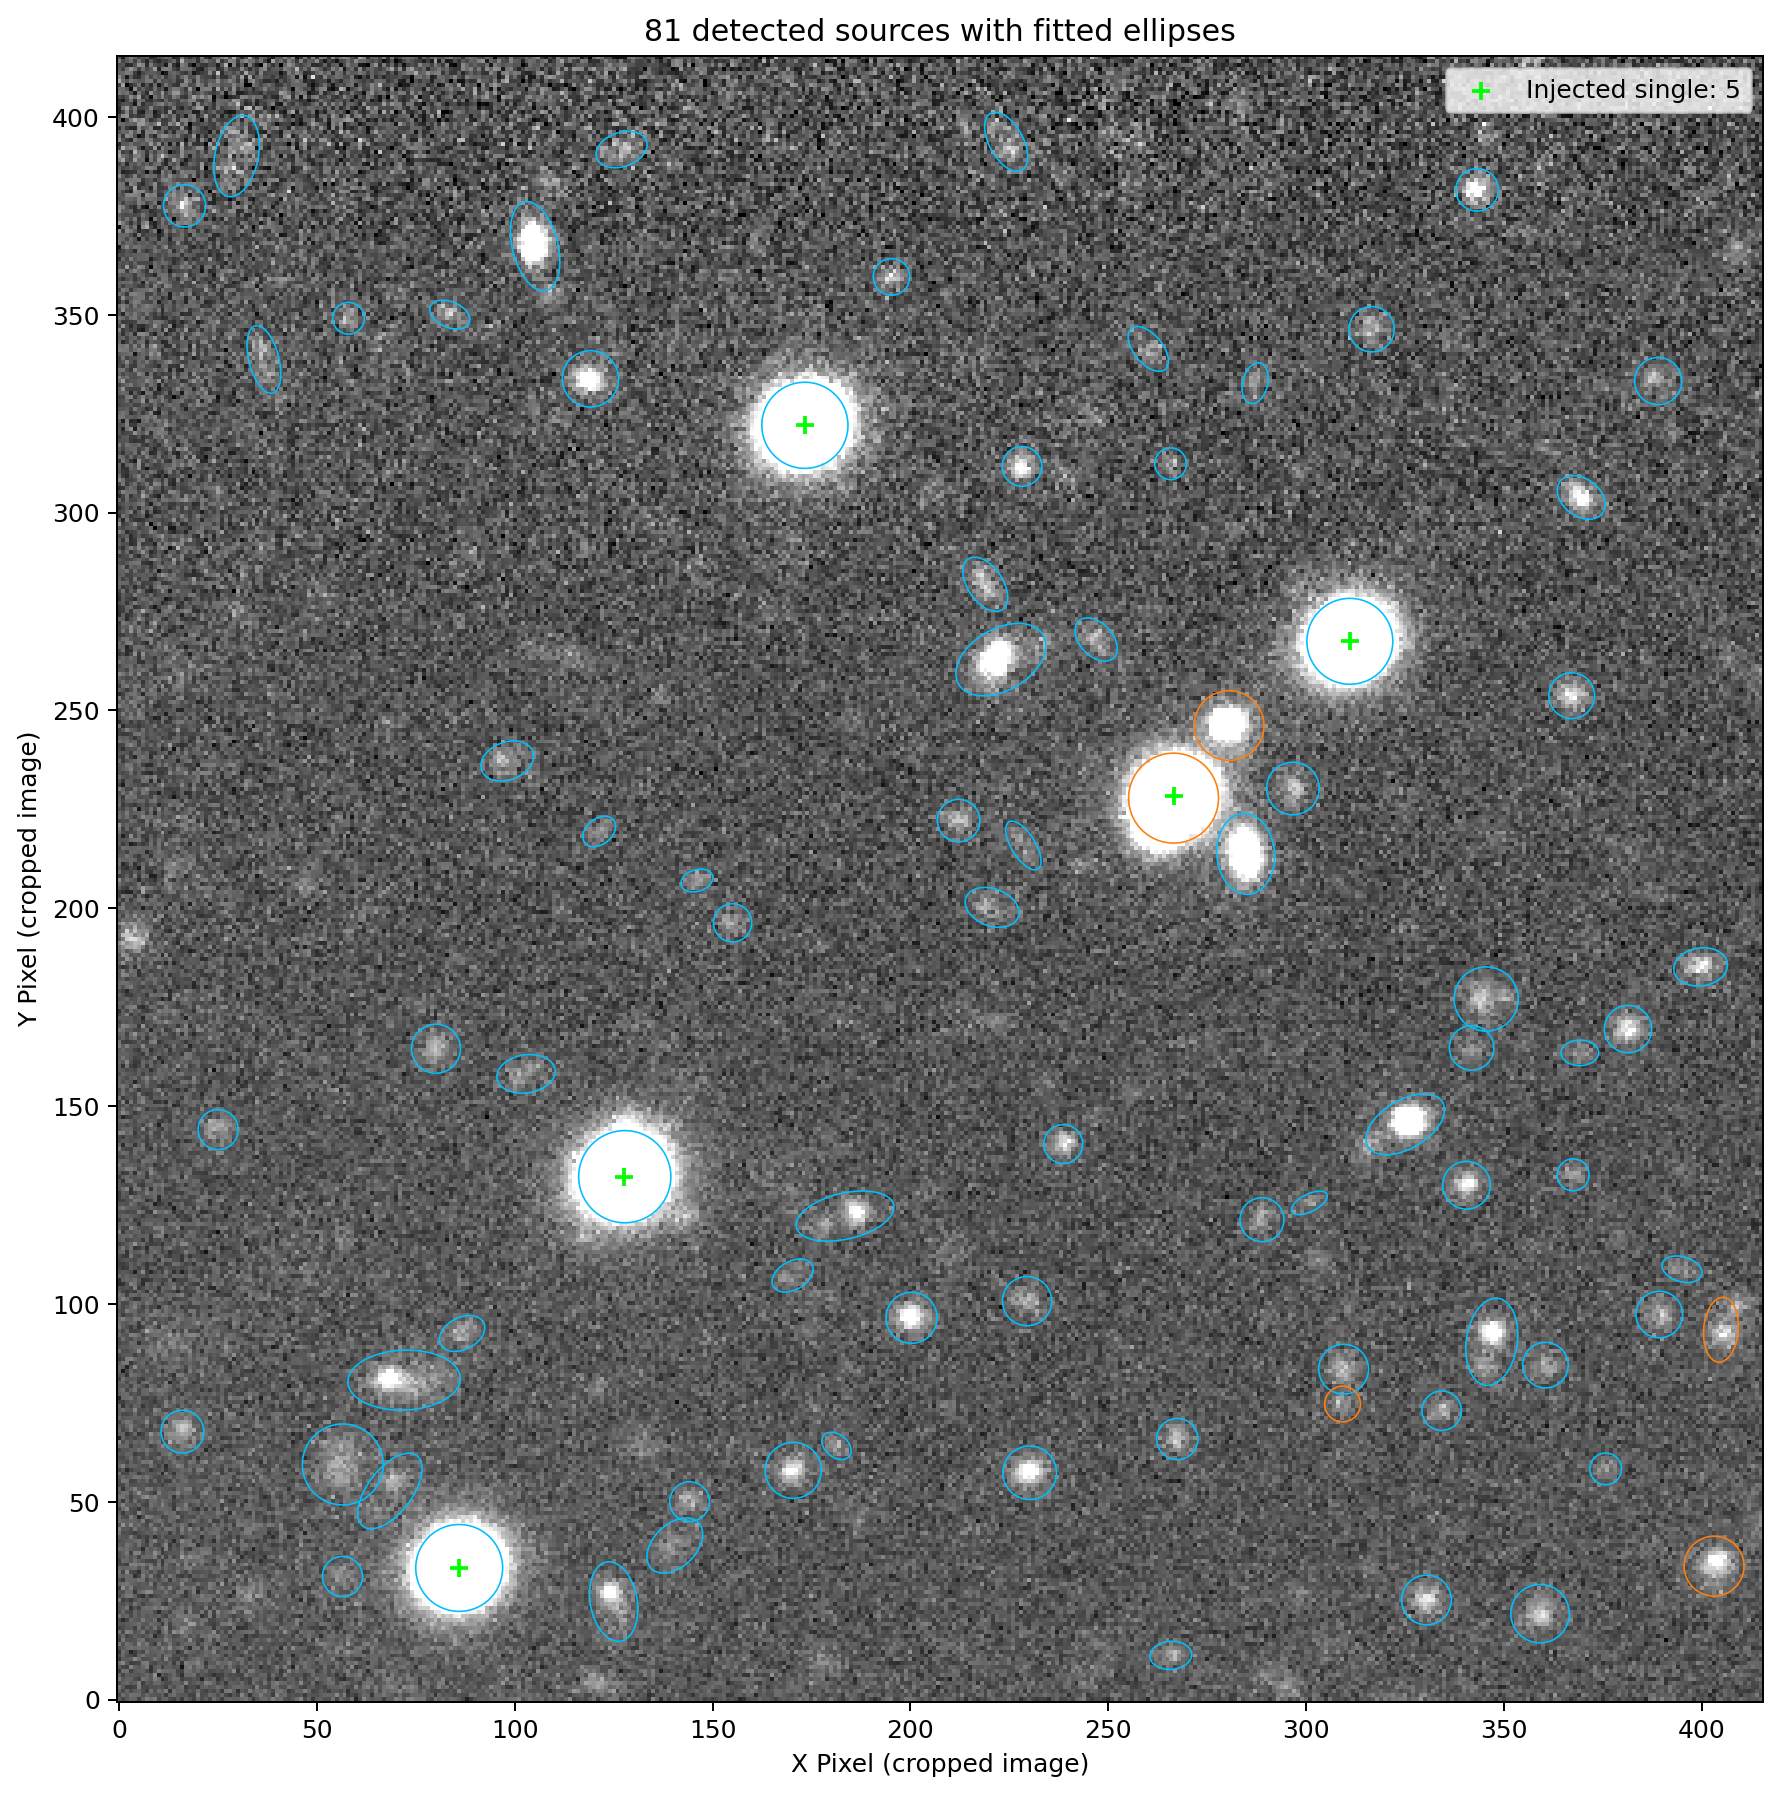 81 detected sources with fitted ellipses
Injected single: 5
400
350
300
250
200
150
100
50
0
Y Pixel (cropped image)
0 50 100 150 200 250 300 350 400
X Pixel (cropped image)